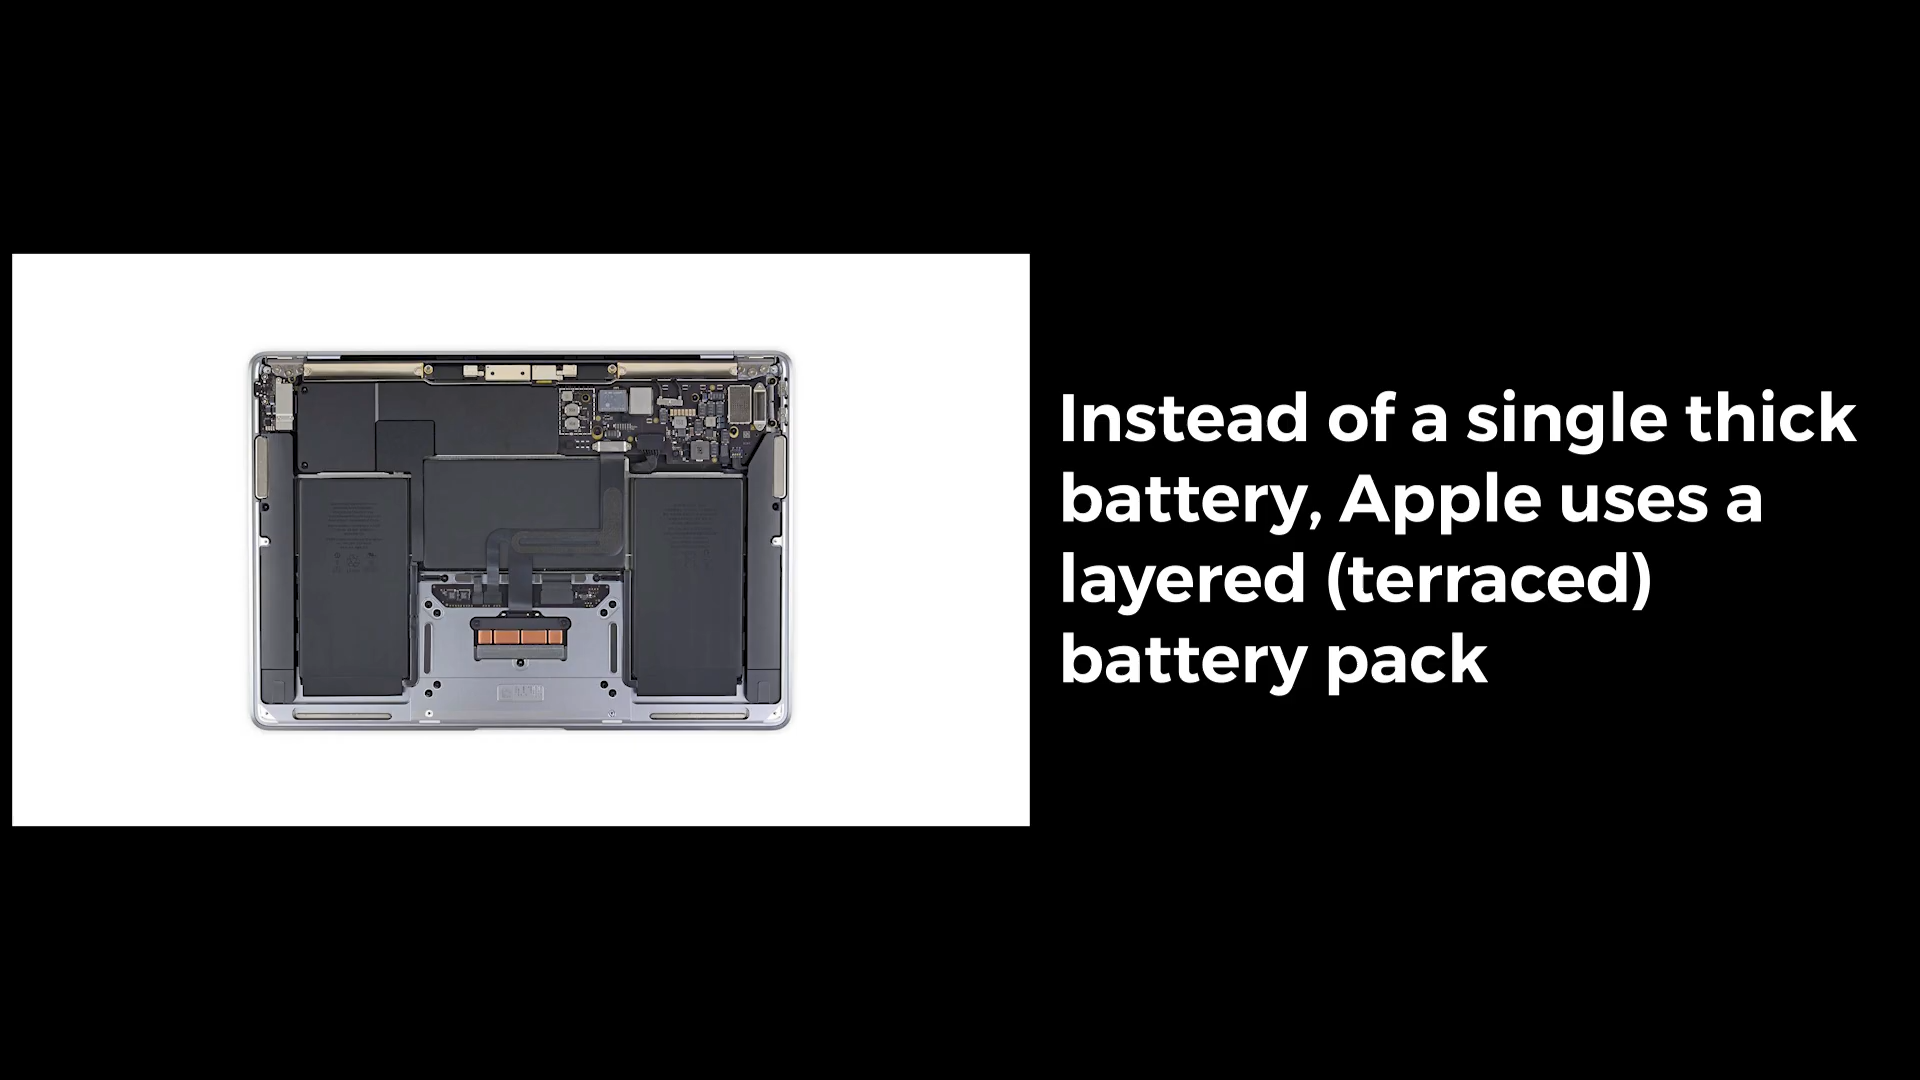 Instead of a single thick
battery, Apple uses a
layered (terraced)
battery pack